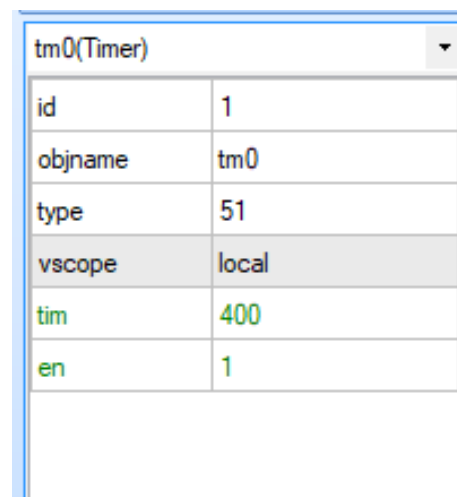 tm0(Timer)
id 1
objname tm0
type 51
vscope local
tim 400
en 1